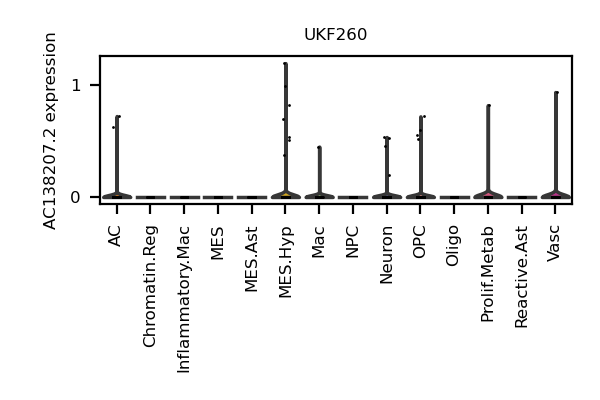 UKF260
AC138207.2 expression
1
0
AC
Chromatin.Reg
Inflammatory.Mac
MES
MES.Ast
MES.Hyp
Mac
NPC
Neuron
OPC
Oligo
Prolif.Metab
Reactive.Ast
Vasc